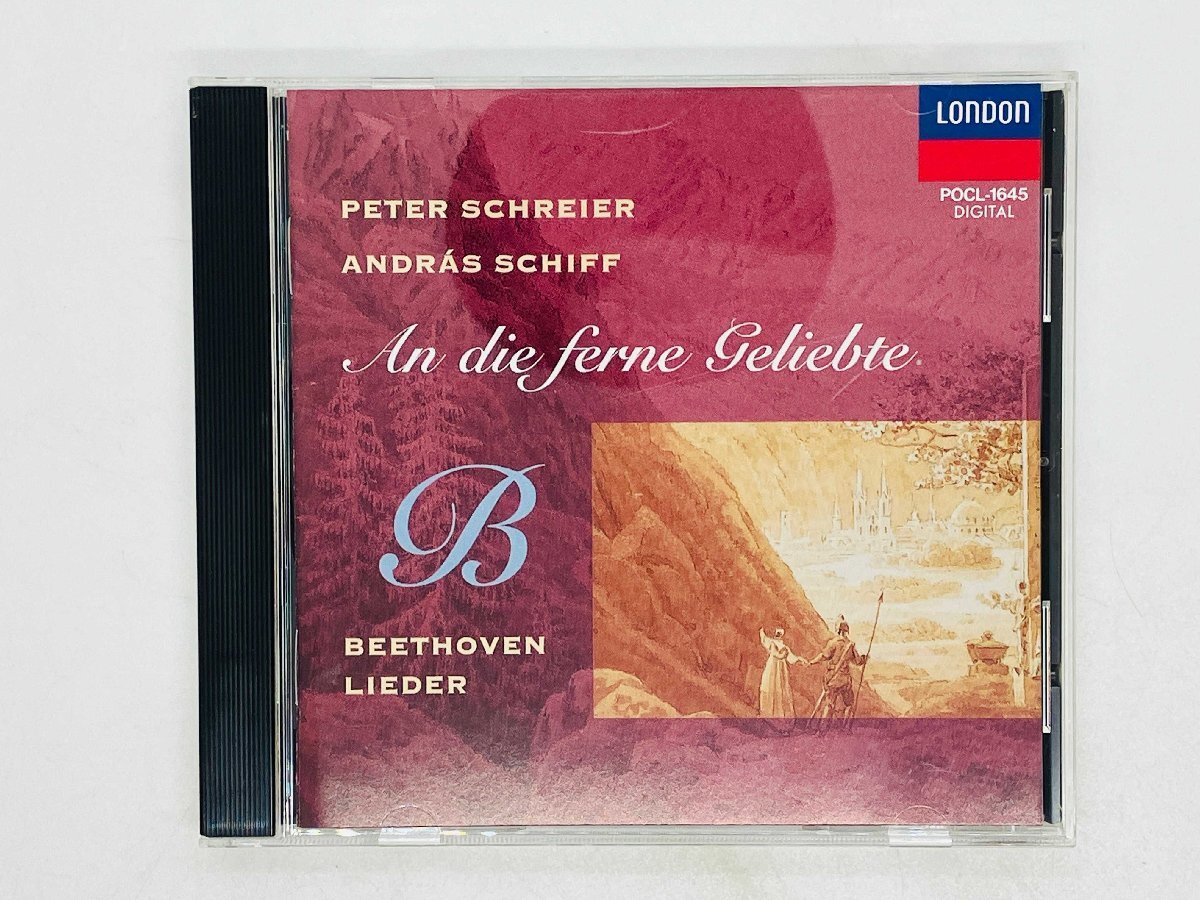 LONDON
POCL-1645
DIGITAL
PETER SCHREIER
ANDRÁS SCHIFF
An die ferne Geliebte
B
BEETHOVEN
LIEDER